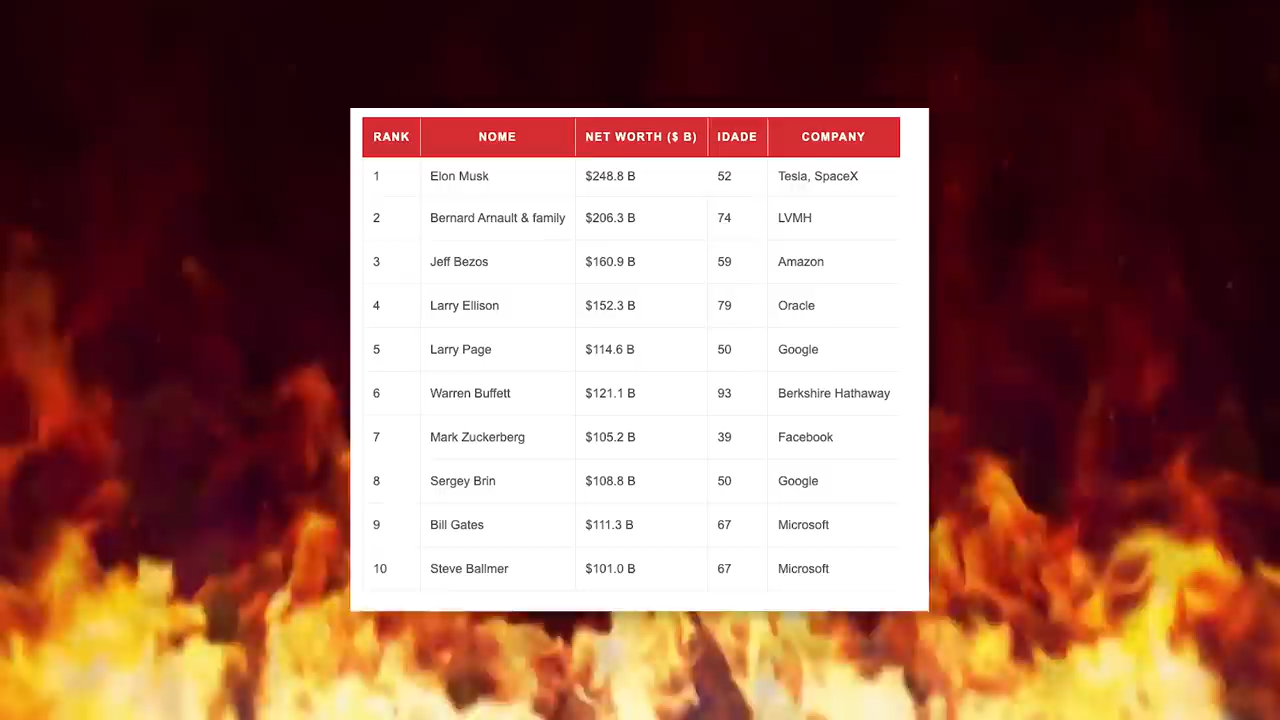 RANK NOME NET WORTH ($ B) IDADE COMPANY
1 Elon Musk $248.8 B 52 Tesla, SpaceX
2 Bernard Arnault & family $206.3 B 74 LVMH
3 Jeff Bezos $160.9 B 59 Amazon
4 Larry Ellison $152.3 B 79 Oracle
5 Larry Page $114.6 B 50 Google
6 Warren Buffett $121.1 B 93 Berkshire Hathaway
7 Mark Zuckerberg $105.2 B 39 Facebook
8 Sergey Brin $108.8 B 50 Google
9 Bill Gates $111.3 B 67 Microsoft
10 Steve Ballmer $101.0 B 67 Microsoft